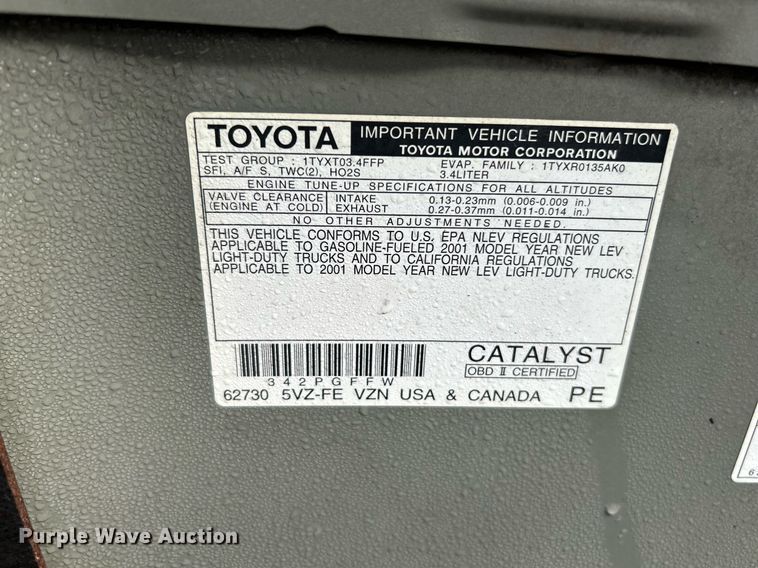 TOYOTA IMPORTANT VEHICLE INFORMATION
TOYOTA MOTOR CORPORATION
TEST GROUP : 1TYXT03.4FFP EVAP. FAMILY : 1TYXR0135AK0
SFI, A/F S, TWC(2), HO2S 3.4LITER
ENGINE TUNE-UP SPECIFICATIONS FOR ALL ALTITUDES
VALVE CLEARANCE INTAKE 0.13-0.23mm (0.006-0.009 in.)
(ENGINE AT COLD) EXHAUST 0.27-0.37mm (0.011-0.014 in.)
NO OTHER ADJUSTMENTS NEEDED.
THIS VEHICLE CONFORMS TO U.S. EPA NLEV REGULATIONS
APPLICABLE TO GASOLINE-FUELED 2001 MODEL YEAR NEW LEV
LIGHT-DUTY TRUCKS AND TO CALIFORNIA REGULATIONS
APPLICABLE TO 2001 MODEL YEAR NEW LEV LIGHT-DUTY TRUCKS.
CATALYST
OBD II CERTIFIED
342PGFFW
62730 5VZ-FE VZN USA & CANADA PE
Purple Wave Auction